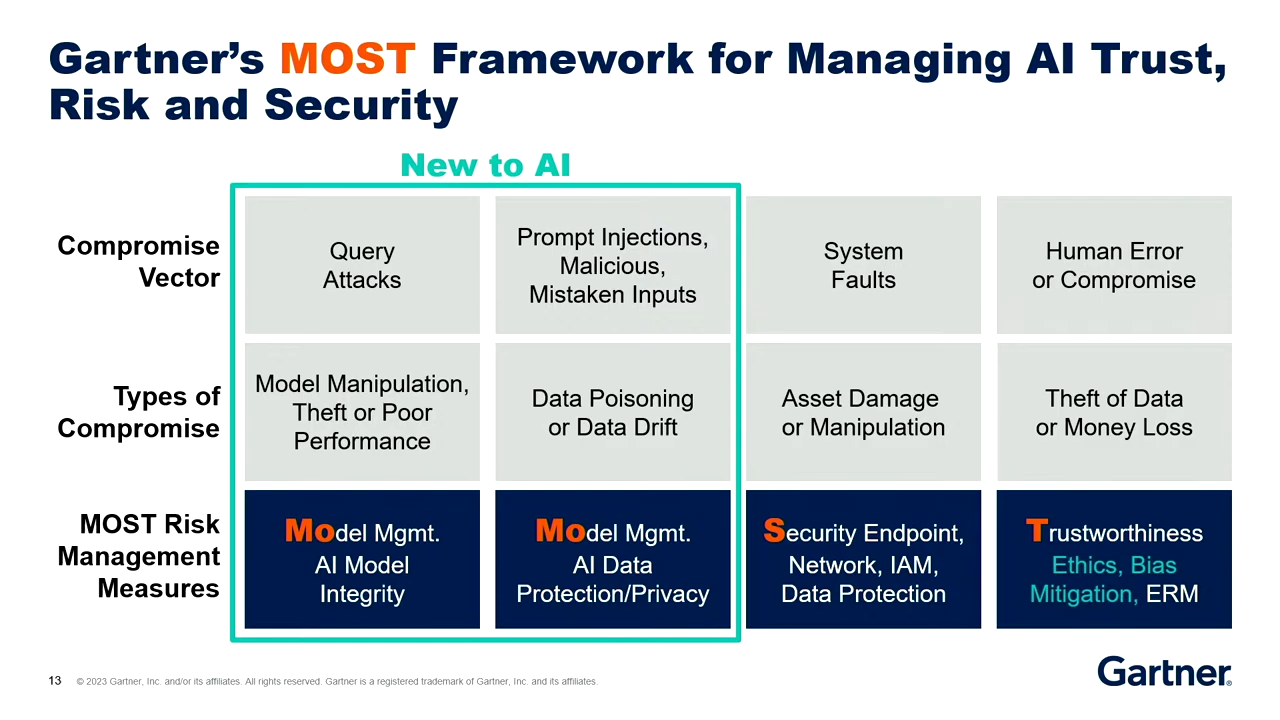 Gartner's MOST Framework for Managing AI Trust,
Risk and Security
New to AI
Compromise
Vector
Query
Attacks
Prompt Injections,
Malicious,
Mistaken Inputs
System
Faults
Human Error
or Compromise
Types of
Compromise
Model Manipulation,
Theft or Poor
Performance
Data Poisoning
or Data Drift
Asset Damage
or Manipulation
Theft of Data
or Money Loss
MOST Risk
Management
Measures
Model Mgmt.
AI Model
Integrity
Model Mgmt.
AI Data
Protection/Privacy
Security Endpoint,
Network, IAM,
Data Protection
Trustworthiness
Ethics, Bias
Mitigation, ERM
13 © 2023 Gartner, Inc. and/or its affiliates. All rights reserved. Gartner is a registered trademark of Gartner, Inc. and its affiliates.
Gartner®